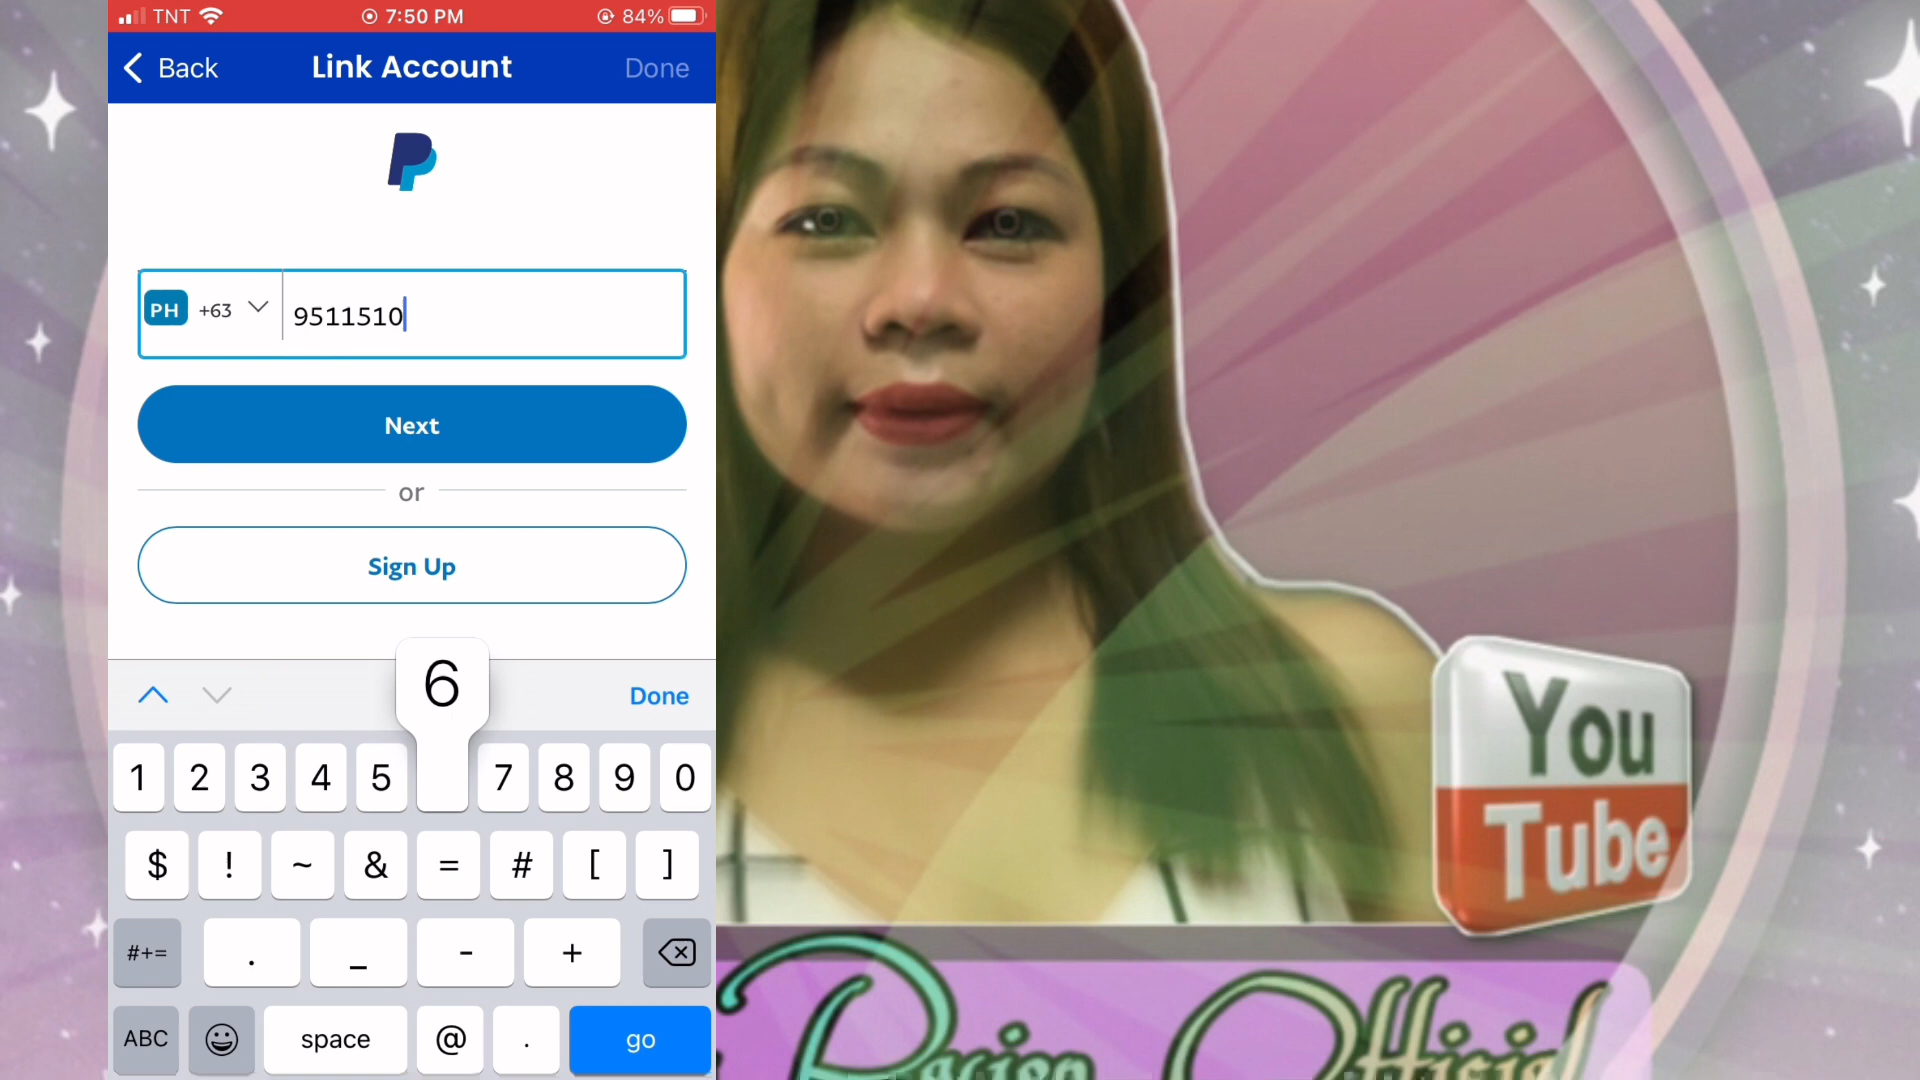 TNT 7:50 PM 84%
Back Link Account Done
PH +63 9511510
Next
or
Sign Up
6
Done
1 2 3 4 5 7 8 9 0
$ ! ~ & = # [ ]
#+= . _ - +
ABC space @ . go
You
Tube
Official